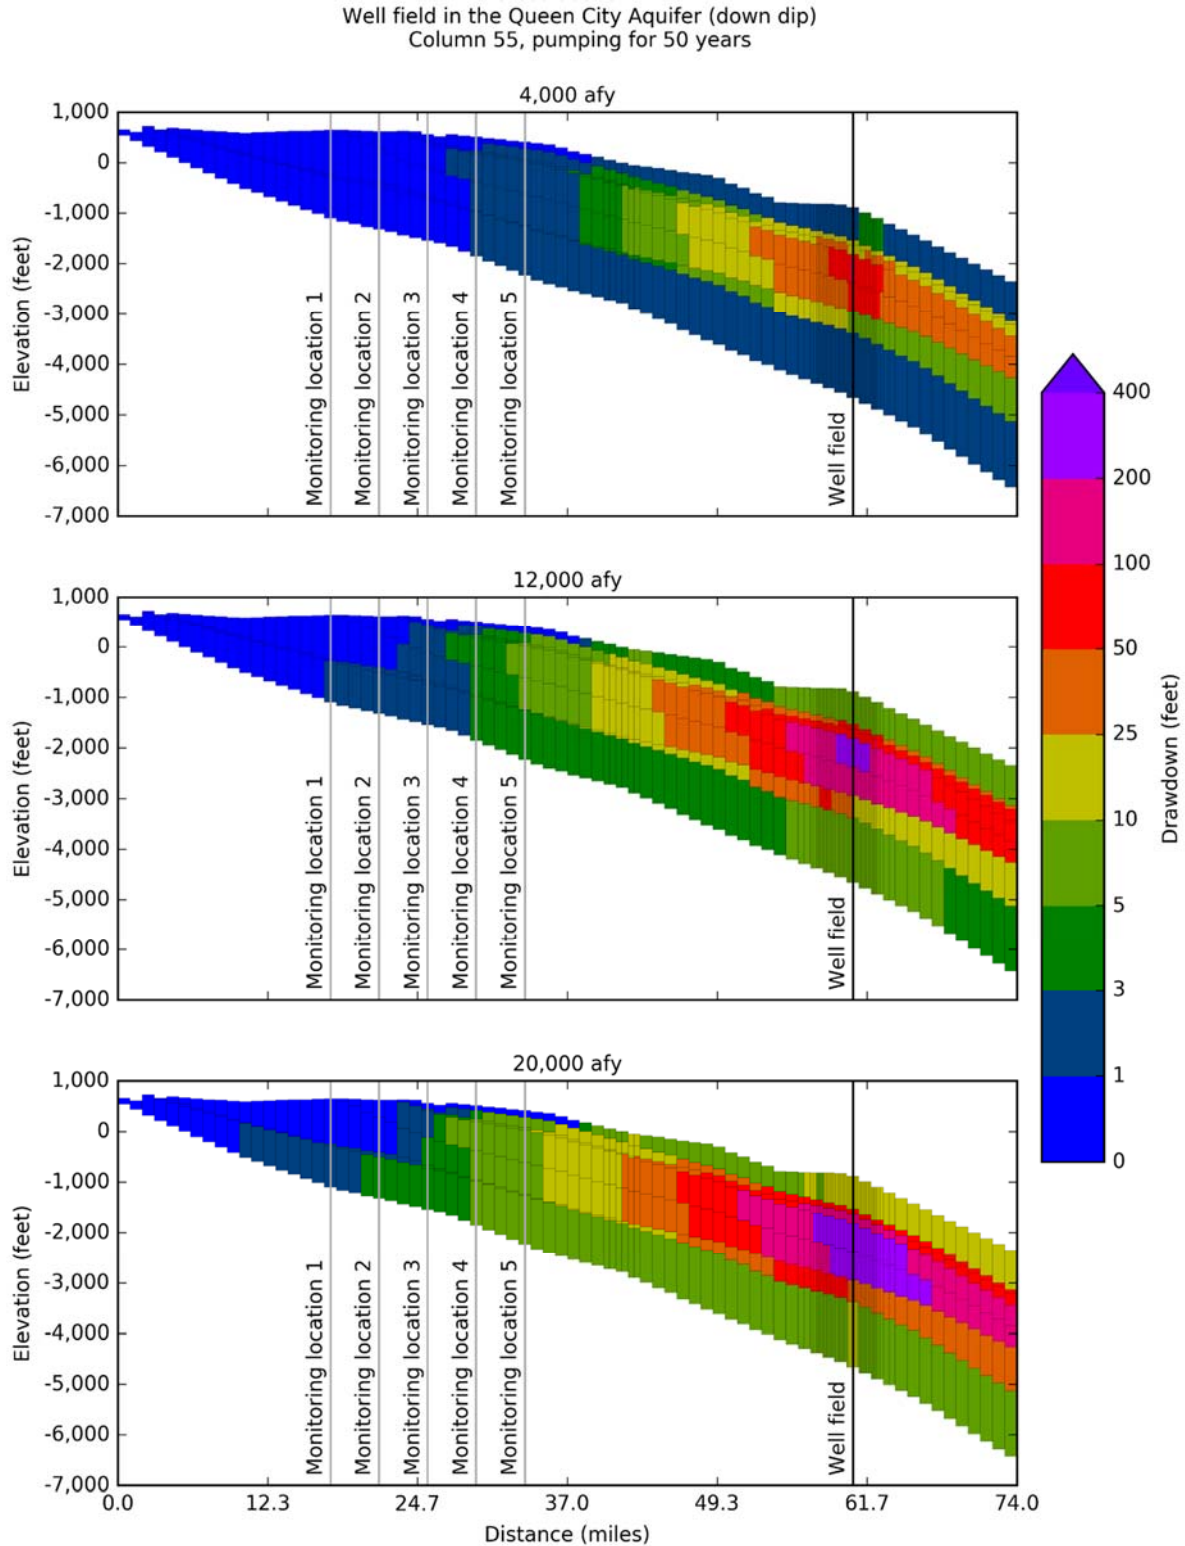 Well field in the Queen City Aquifer (down dip)
Column 55, pumping for 50 years
4,000 afy
1,000
0
-1,000
-2,000
-3,000
-4,000
-5,000
-6,000
-7,000
Elevation (feet)
Monitoring location 1
Monitoring location 2
Monitoring location 3
Monitoring location 4
Monitoring location 5
Well field
12,000 afy
1,000
0
-1,000
-2,000
-3,000
-4,000
-5,000
-6,000
-7,000
Elevation (feet)
Monitoring location 1
Monitoring location 2
Monitoring location 3
Monitoring location 4
Monitoring location 5
Well field
20,000 afy
1,000
0
-1,000
-2,000
-3,000
-4,000
-5,000
-6,000
-7,000
Elevation (feet)
Monitoring location 1
Monitoring location 2
Monitoring location 3
Monitoring location 4
Monitoring location 5
Well field
0.0 12.3 24.7 37.0 49.3 61.7 74.0
Distance (miles)
400
200
100
50
25
10
5
3
1
0
Drawdown (feet)